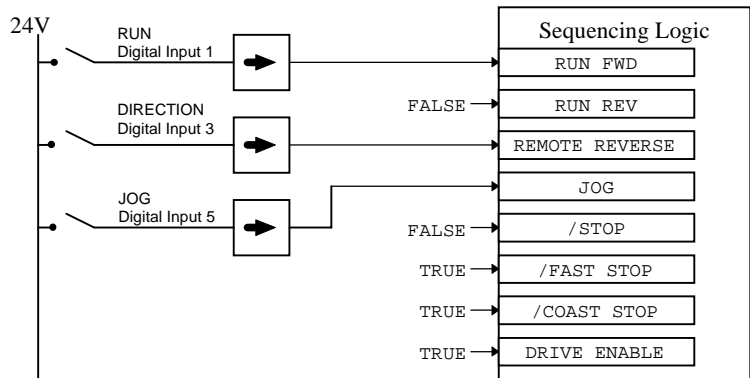 24V
RUN
Digital Input 1
DIRECTION
Digital Input 3
JOG
Digital Input 5
Sequencing Logic
RUN FWD
FALSE
RUN REV
REMOTE REVERSE
JOG
FALSE
/STOP
TRUE
/FAST STOP
TRUE
/COAST STOP
TRUE
DRIVE ENABLE